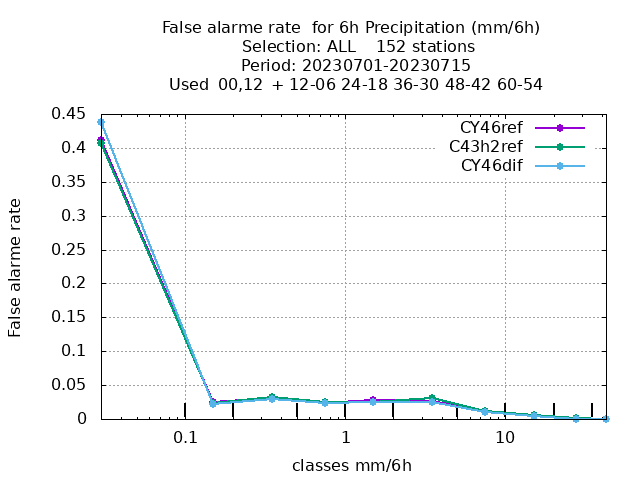 False alarme rate  for 6h Precipitation (mm/6h)
Selection: ALL    152 stations
Period: 20230701-20230715
Used  00,12  + 12-06 24-18 36-30 48-42 60-54
CY46ref
C43h2ref
CY46dif
False alarme rate
0.45
0.4
0.35
0.3
0.25
0.2
0.15
0.1
0.05
0
0.1 1 10
classes mm/6h